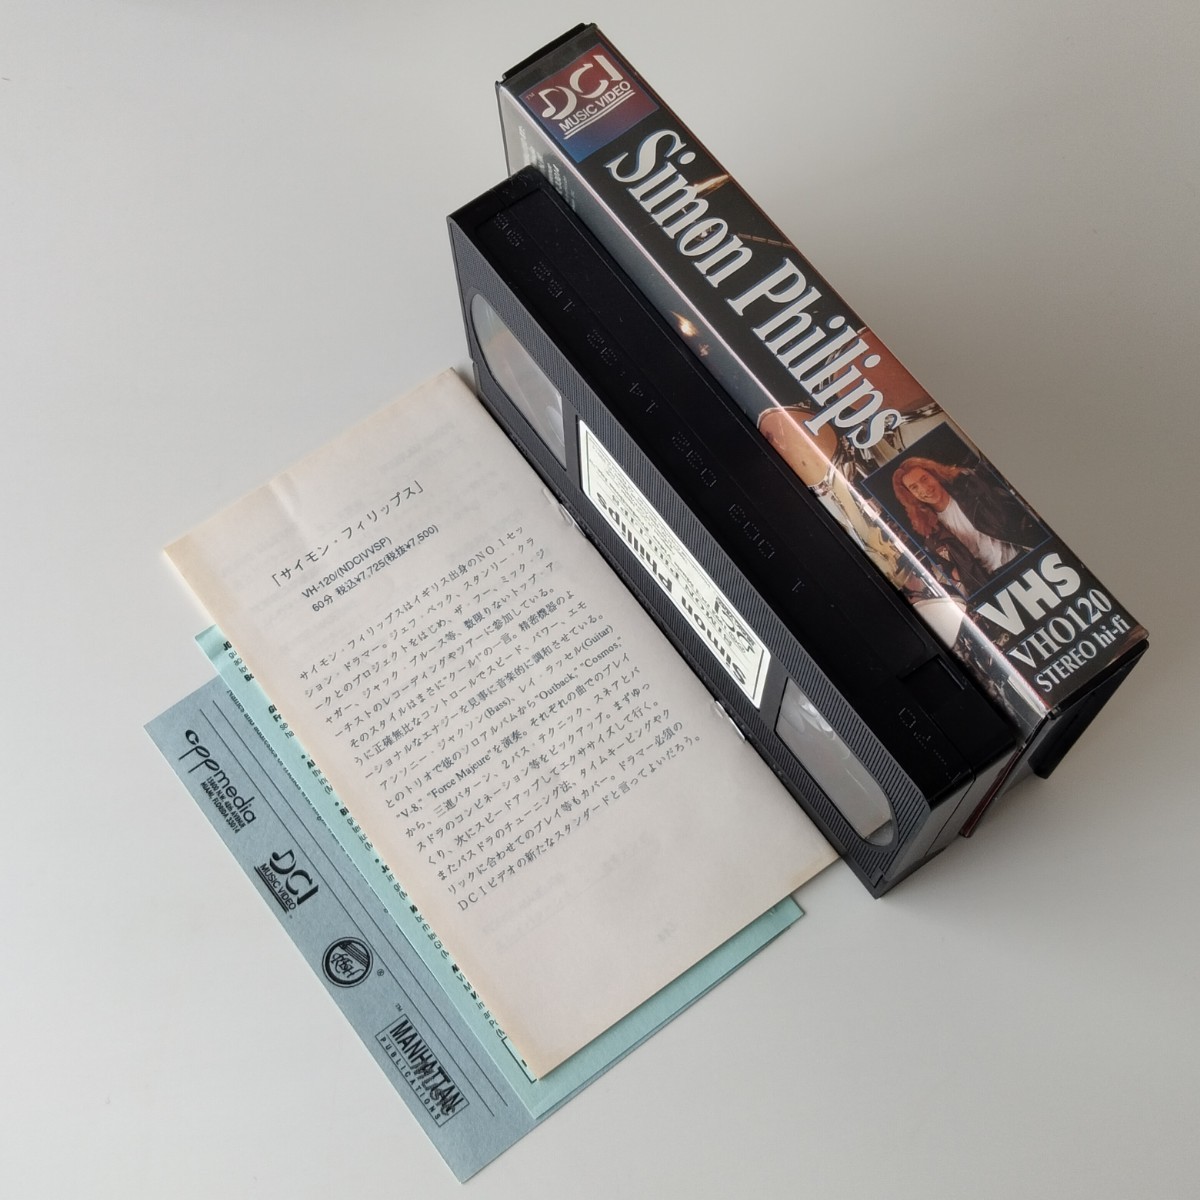 DCI
MUSIC VIDEO
Simon Phillips
VHS
VHO120
STEREO hi-fi
Simon Phillips
「サイモン・フィリップス」
VH-120/(NDCIVVSP)
60分 税込¥7,725(税抜¥7,500)
サイモン・フィリップスはイギリス出身のNO.1セッ
ション・ドラマー。ジェフ・ベック、スタンリー・クラ
ークとのプロジェクトをはじめ、ザ・フー、ミック・ジ
ャガー、ジャック・ブルース等、数限りないトップ・ア
ーチストのレコーディングやツアーに参加している。
そのスタイルはまさに"クール"の一言。精密機器のよ
うに正確無比なコントロールでスピード、パワー、エモ
ーショナルなエナジーを見事に音楽的に調和させている。
アンソニー・ジャクソン(Bass)、レイ・ラッセル(Guitar)
とのトリオで彼のソロアルバムから"Outback," "Cosmos,"
"V-8," "Force Majeure"を演奏。それぞれの曲でのプレイ
から、三連パターン、2バス・テクニック、スネアとバ
スドラのコンビネーション等をピックアップ。まずゆっ
くり、次にスピードアップしてエクササイズして行く。
またバスドラのチューニング法、タイムキーピングやク
リックに合わせてのプレイ等もカバー。ドラマー必須の
DCIビデオの新たなスタンダードと言ってよいだろう。
cppmedia
15800 N.W. 48th AVENUE
MIAMI, FLORIDA 33014
DCI
MUSIC VIDEO
MANHATTAN
MUSIC
PUBLICATIONS